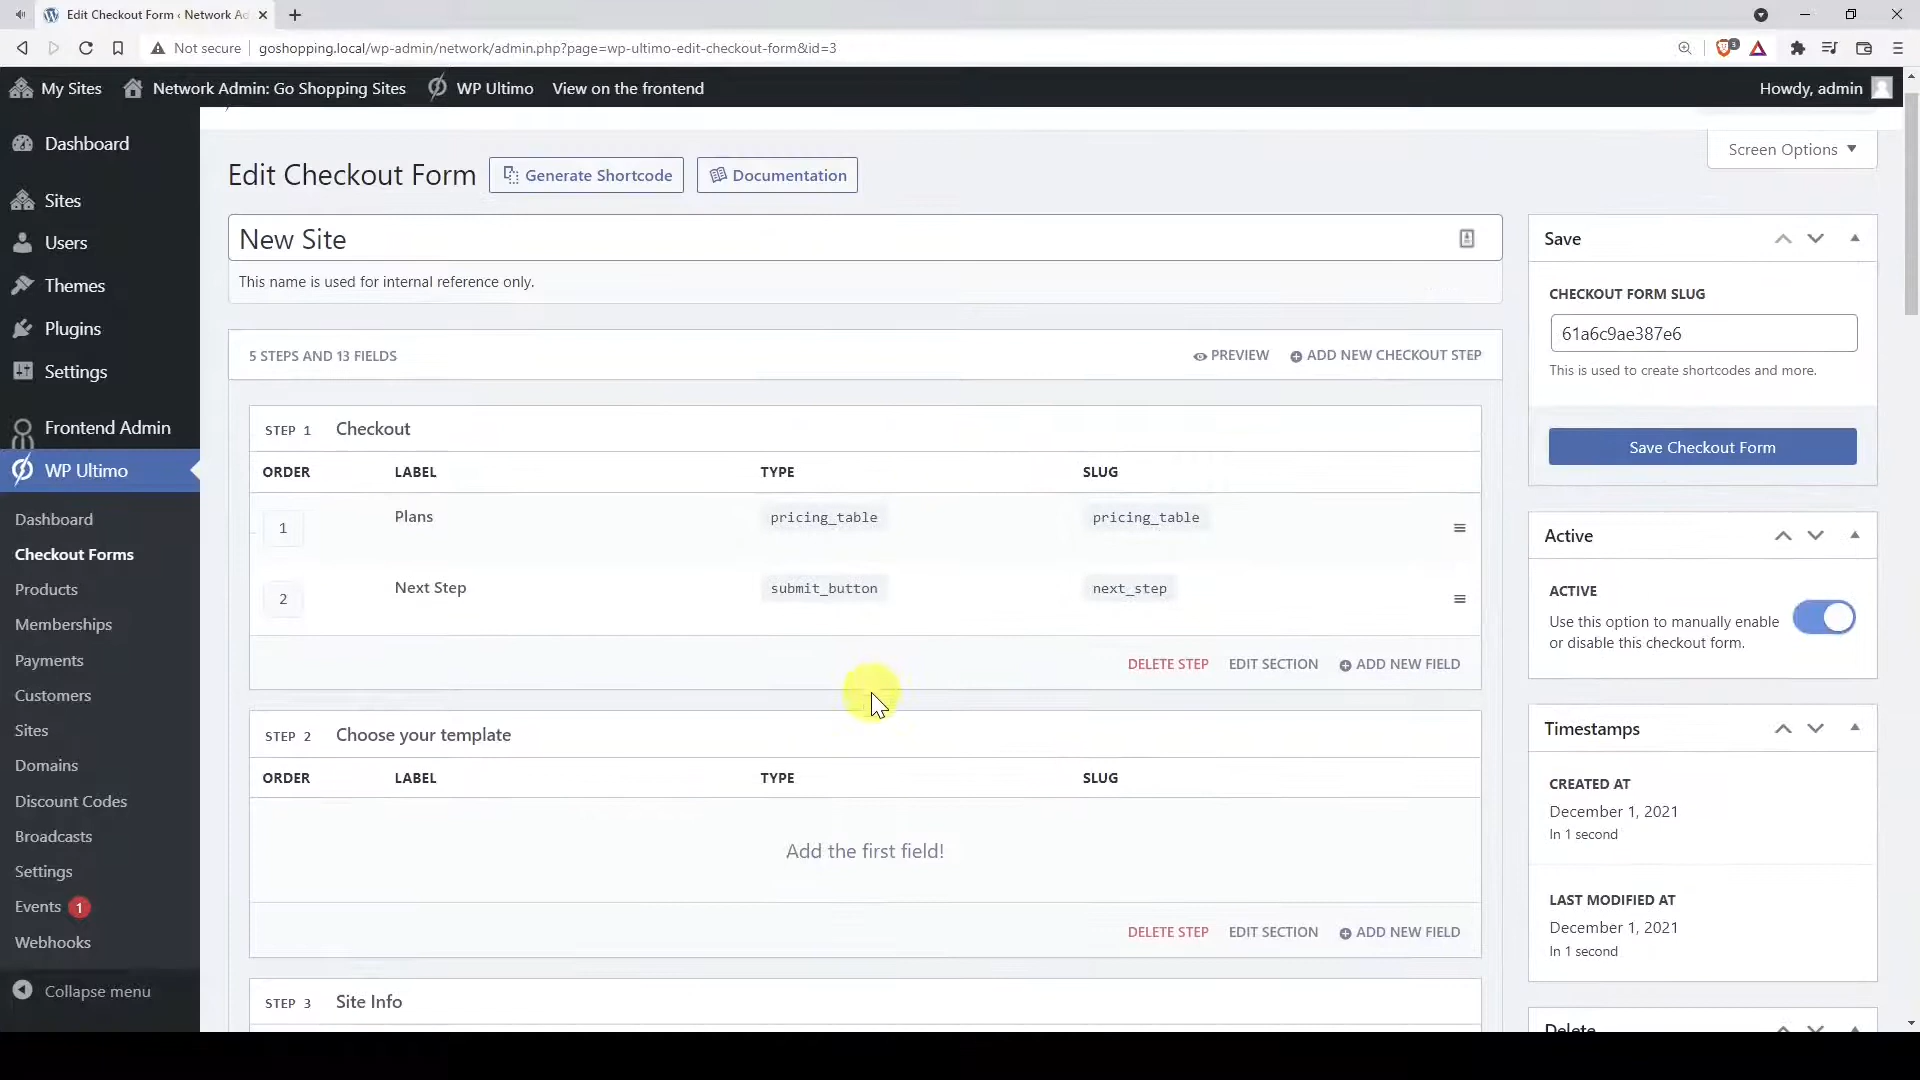 Edit Checkout Form ‹ Network Ad
Not secure
goshopping.local/wp-admin/network/admin.php?page=wp-ultimo-edit-checkout-form&id=3
3
My Sites
Network Admin: Go Shopping Sites
WP Ultimo
View on the frontend
Howdy, admin
Dashboard
Sites
Users
Themes
Plugins
Settings
Frontend Admin
WP Ultimo
Dashboard
Checkout Forms
Products
Memberships
Payments
Customers
Sites
Domains
Discount Codes
Broadcasts
Settings
Events 1
Webhooks
Collapse menu
Screen Options
Edit Checkout Form
Generate Shortcode
Documentation
New Site
This name is used for internal reference only.
5 STEPS AND 13 FIELDS
PREVIEW
ADD NEW CHECKOUT STEP
STEP 1 Checkout
ORDER LABEL TYPE SLUG
1 Plans pricing_table pricing_table
2 Next Step submit_button next_step
DELETE STEP EDIT SECTION ADD NEW FIELD
STEP 2 Choose your template
ORDER LABEL TYPE SLUG
Add the first field!
DELETE STEP EDIT SECTION ADD NEW FIELD
STEP 3 Site Info
Save
CHECKOUT FORM SLUG
61a6c9ae387e6
This is used to create shortcodes and more.
Save Checkout Form
Active
ACTIVE
Use this option to manually enable
or disable this checkout form.
Timestamps
CREATED AT
December 1, 2021
In 1 second
LAST MODIFIED AT
December 1, 2021
In 1 second
Delete